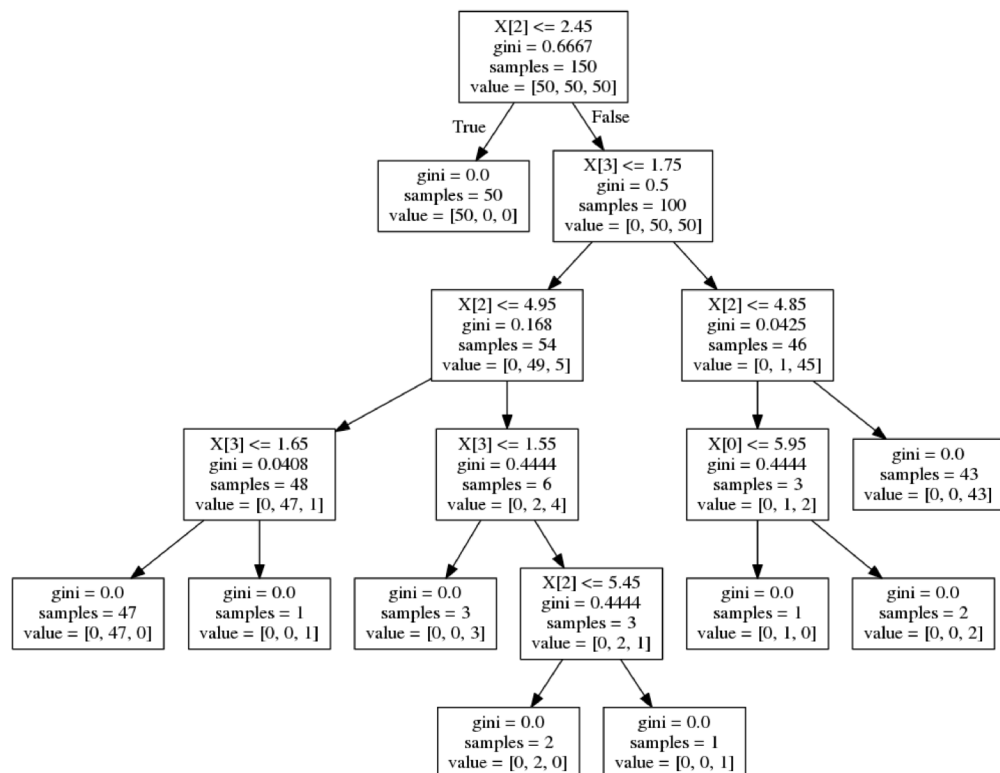 X[2] <= 2.45
gini = 0.6667
samples = 150
value = [50, 50, 50]
True
False
gini = 0.0
samples = 50
value = [50, 0, 0]
X[3] <= 1.75
gini = 0.5
samples = 100
value = [0, 50, 50]
X[2] <= 4.95
gini = 0.168
samples = 54
value = [0, 49, 5]
X[2] <= 4.85
gini = 0.0425
samples = 46
value = [0, 1, 45]
X[3] <= 1.65
gini = 0.0408
samples = 48
value = [0, 47, 1]
X[3] <= 1.55
gini = 0.4444
samples = 6
value = [0, 2, 4]
X[0] <= 5.95
gini = 0.4444
samples = 3
value = [0, 1, 2]
gini = 0.0
samples = 43
value = [0, 0, 43]
gini = 0.0
samples = 47
value = [0, 47, 0]
gini = 0.0
samples = 1
value = [0, 0, 1]
gini = 0.0
samples = 3
value = [0, 0, 3]
X[2] <= 5.45
gini = 0.4444
samples = 3
value = [0, 2, 1]
gini = 0.0
samples = 1
value = [0, 1, 0]
gini = 0.0
samples = 2
value = [0, 0, 2]
gini = 0.0
samples = 2
value = [0, 2, 0]
gini = 0.0
samples = 1
value = [0, 0, 1]